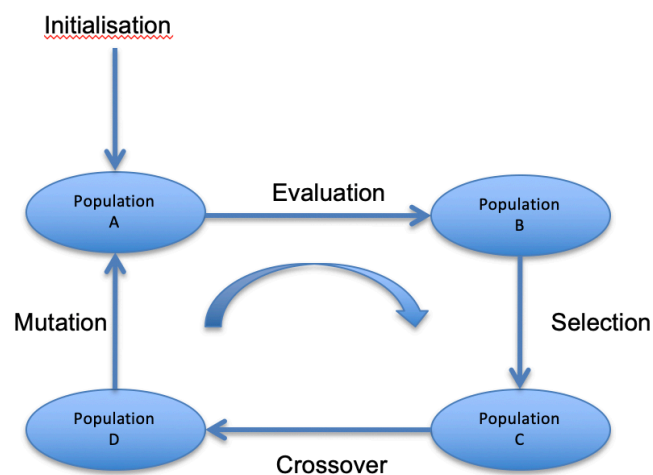 Initialisation
Population
A
Evaluation
Population
B
Mutation
Selection
Population
D
Population
C
Crossover